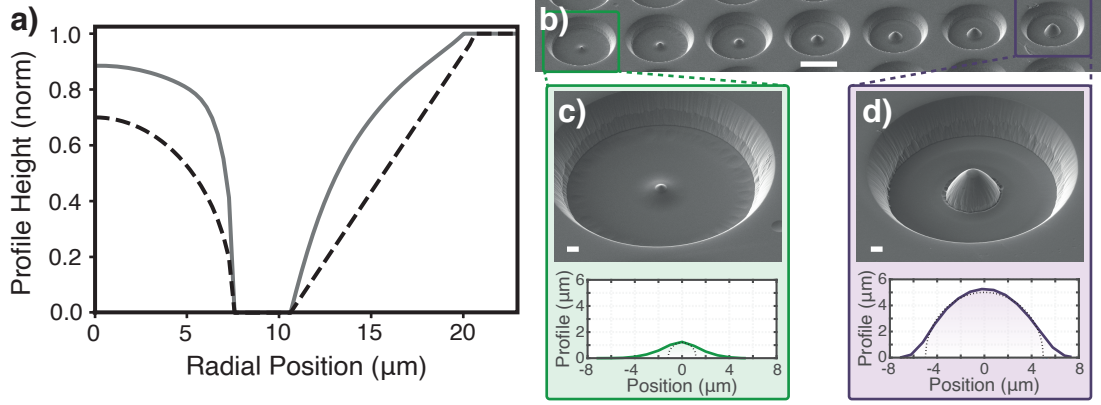 a)
Profile Height (norm)
1.0
0.8
0.6
0.4
0.2
0.0
0 5 10 15 20
Radial Position (μm)
b)
c)
Profile (μm)
6
4
2
0
-8 -4 0 4 8
Position (μm)
d)
Profile (μm)
6
4
2
0
-8 -4 0 4 8
Position (μm)